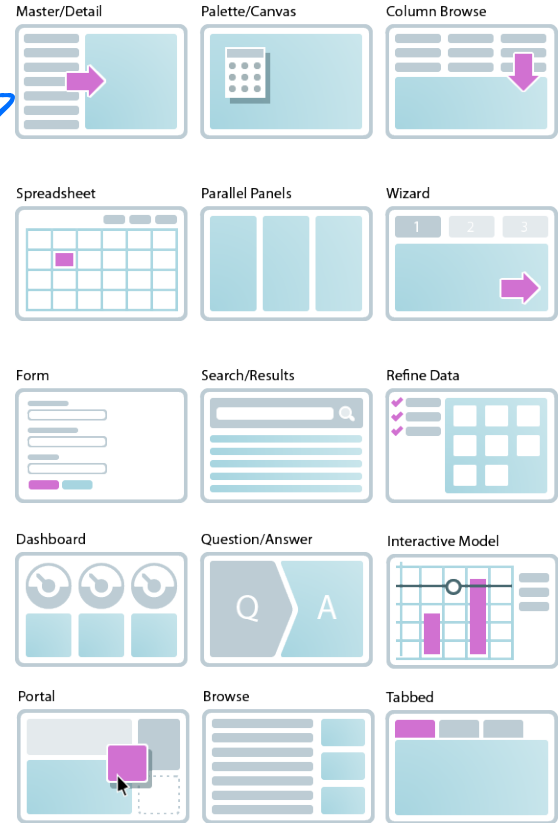 Master/Detail
Palette/Canvas
Column Browse
Spreadsheet
Parallel Panels
Wizard
1 2 3
Form
Search/Results
Refine Data
Dashboard
Question/Answer
Interactive Model
Q A
Portal
Browse
Tabbed